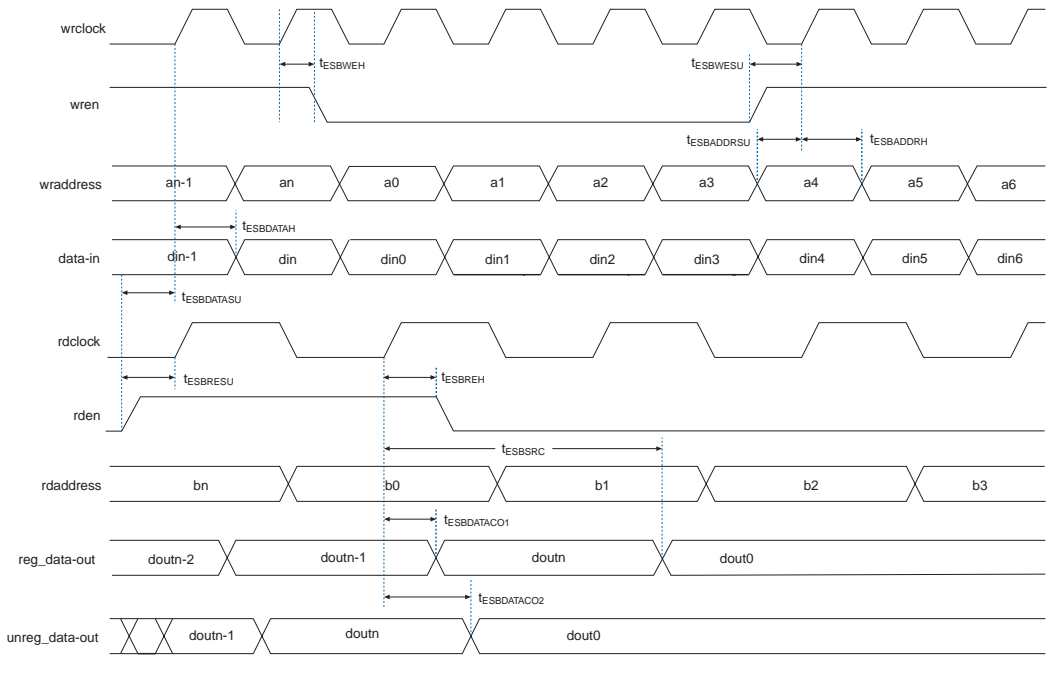 wrclock
tESBWEH
tESBWESU
wren
tESBADDRSU
tESBADDRH
wraddress
an-1 an a0 a1 a2 a3 a4 a5 a6
tESBDATAH
data-in
din-1 din din0 din1 din2 din3 din4 din5 din6
tESBDATASU
rdclock
tESBRESU
tESBREH
rden
tESBSRC
rdaddress
bn b0 b1 b2 b3
tESBDATACO1
reg_data-out
doutn-2 doutn-1 doutn dout0
tESBDATACO2
unreg_data-out
doutn-1 doutn dout0